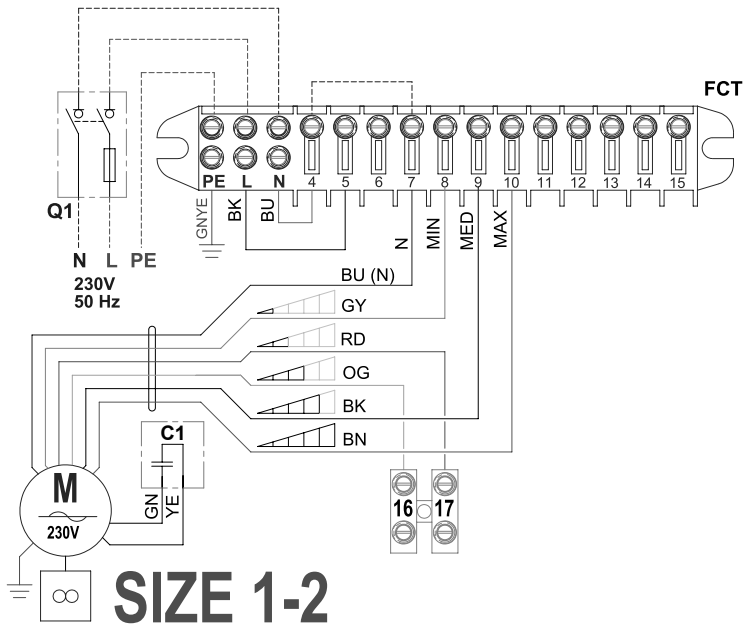 FCT
PE L N 4 5 6 7 8 9 10 11 12 13 14 15
Q1
GNYE
BK
BU
N
MIN
MED
MAX
N L PE
230V
50 Hz
BU (N)
GY
RD
OG
BK
BN
C1
GN
YE
M
230V
16 17
SIZE 1-2